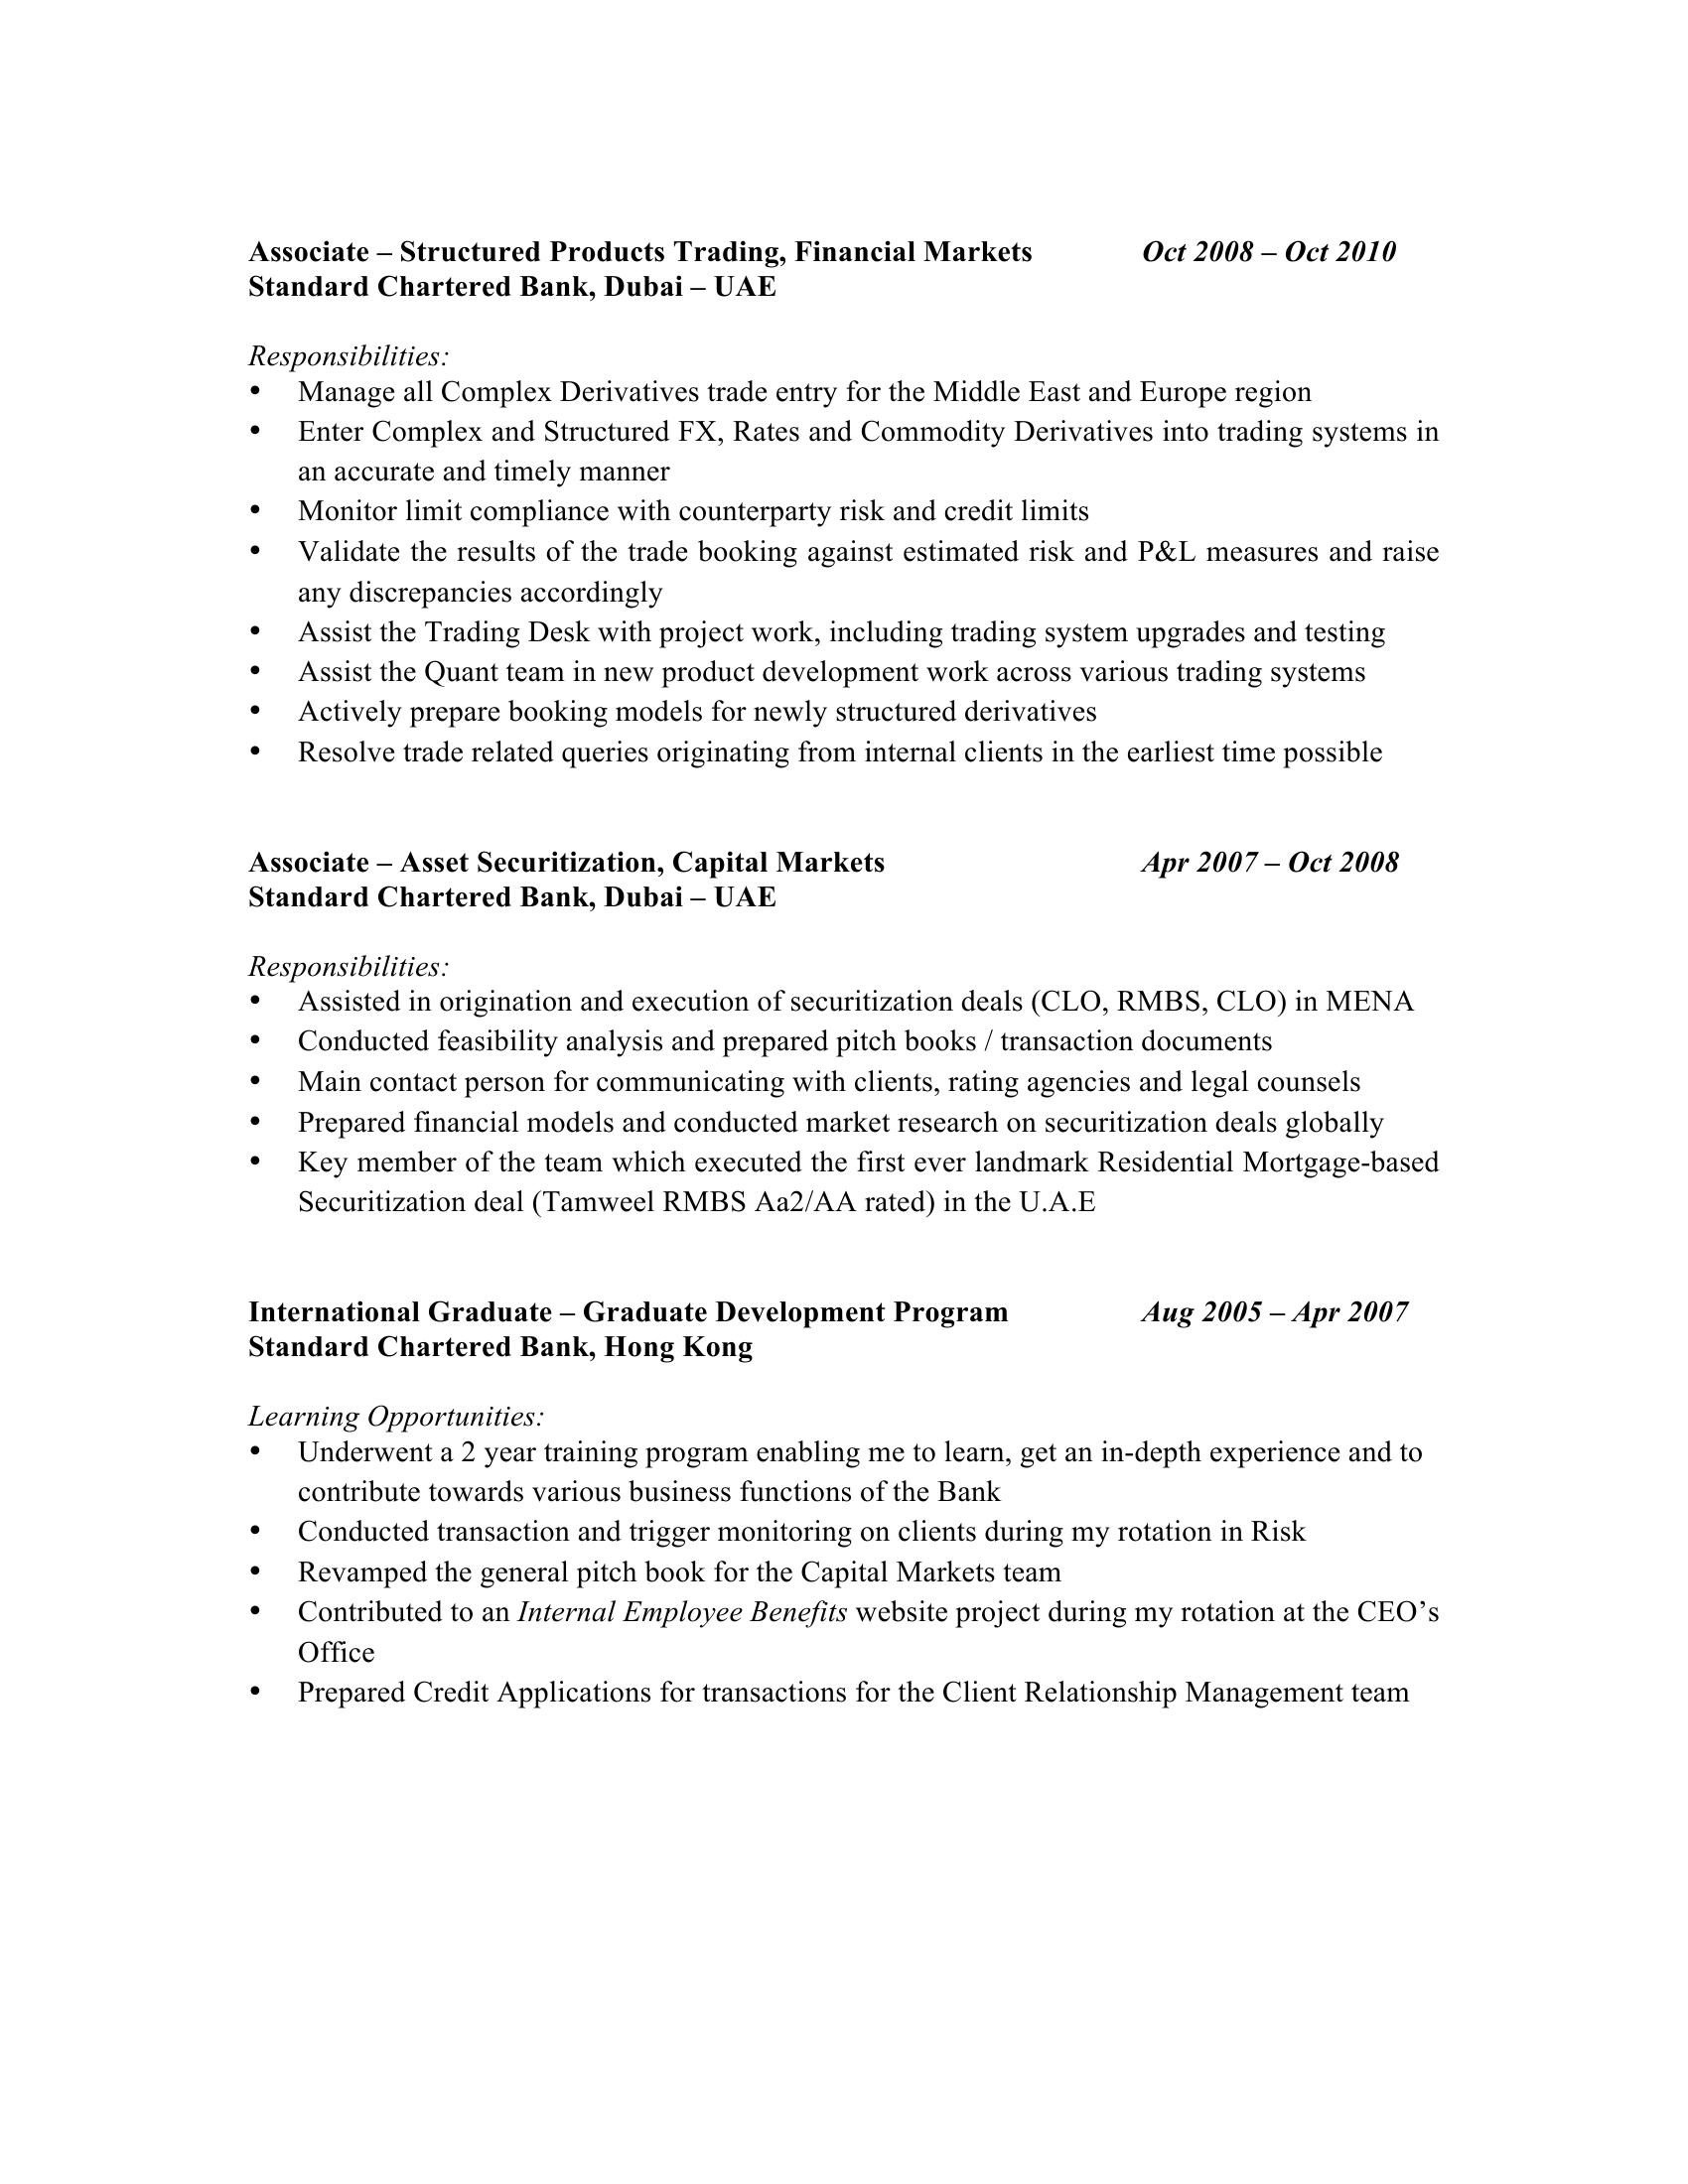 Associate – Structured Products Trading, Financial Markets Oct 2008 – Oct 2010
Standard Chartered Bank, Dubai – UAE
Responsibilities:
• Manage all Complex Derivatives trade entry for the Middle East and Europe region
• Enter Complex and Structured FX, Rates and Commodity Derivatives into trading systems in
an accurate and timely manner
• Monitor limit compliance with counterparty risk and credit limits
• Validate the results of the trade booking against estimated risk and P&L measures and raise
any discrepancies accordingly
• Assist the Trading Desk with project work, including trading system upgrades and testing
• Assist the Quant team in new product development work across various trading systems
• Actively prepare booking models for newly structured derivatives
• Resolve trade related queries originating from internal clients in the earliest time possible
Associate – Asset Securitization, Capital Markets Apr 2007 – Oct 2008
Standard Chartered Bank, Dubai – UAE
Responsibilities:
• Assisted in origination and execution of securitization deals (CLO, RMBS, CLO) in MENA
• Conducted feasibility analysis and prepared pitch books / transaction documents
• Main contact person for communicating with clients, rating agencies and legal counsels
• Prepared financial models and conducted market research on securitization deals globally
• Key member of the team which executed the first ever landmark Residential Mortgage-based
Securitization deal (Tamweel RMBS Aa2/AA rated) in the U.A.E
International Graduate – Graduate Development Program Aug 2005 – Apr 2007
Standard Chartered Bank, Hong Kong
Learning Opportunities:
• Underwent a 2 year training program enabling me to learn, get an in-depth experience and to
contribute towards various business functions of the Bank
• Conducted transaction and trigger monitoring on clients during my rotation in Risk
• Revamped the general pitch book for the Capital Markets team
• Contributed to an Internal Employee Benefits website project during my rotation at the CEO’s
Office
• Prepared Credit Applications for transactions for the Client Relationship Management team